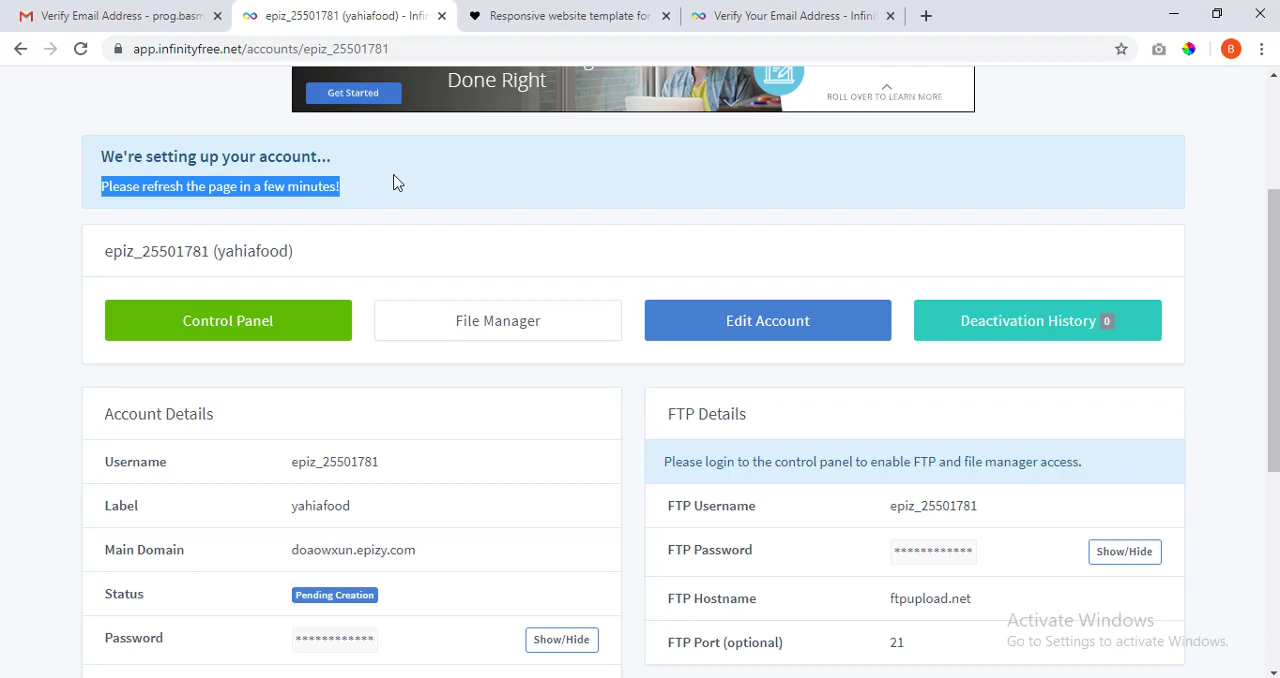 Verify Address - prog.basm
epiz_25501781 (yahiafood) - Infin
Responsive website template for
Verify Your Email Address - Infini
app.infinityfree.net/accounts/epiz_25501781
B
Done Right
Get Started
ROLL OVER TO LEARN MORE
We're setting up your account...
Please refresh the page in a few minutes!
epiz_25501781 (yahiafood)
Control Panel
File Manager
Edit Account
Deactivation History 0
Account Details
Username epiz_25501781
Label yahiafood
Main Domain doaowxun.epizy.com
Status Pending Creation
Password ************ Show/Hide
FTP Details
Please login to the control panel to enable FTP and file manager access.
FTP Username epiz_25501781
FTP Password ************ Show/Hide
FTP Hostname ftpupload.net
FTP Port (optional) 21
Activate Windows
Go to Settings to activate Windows.